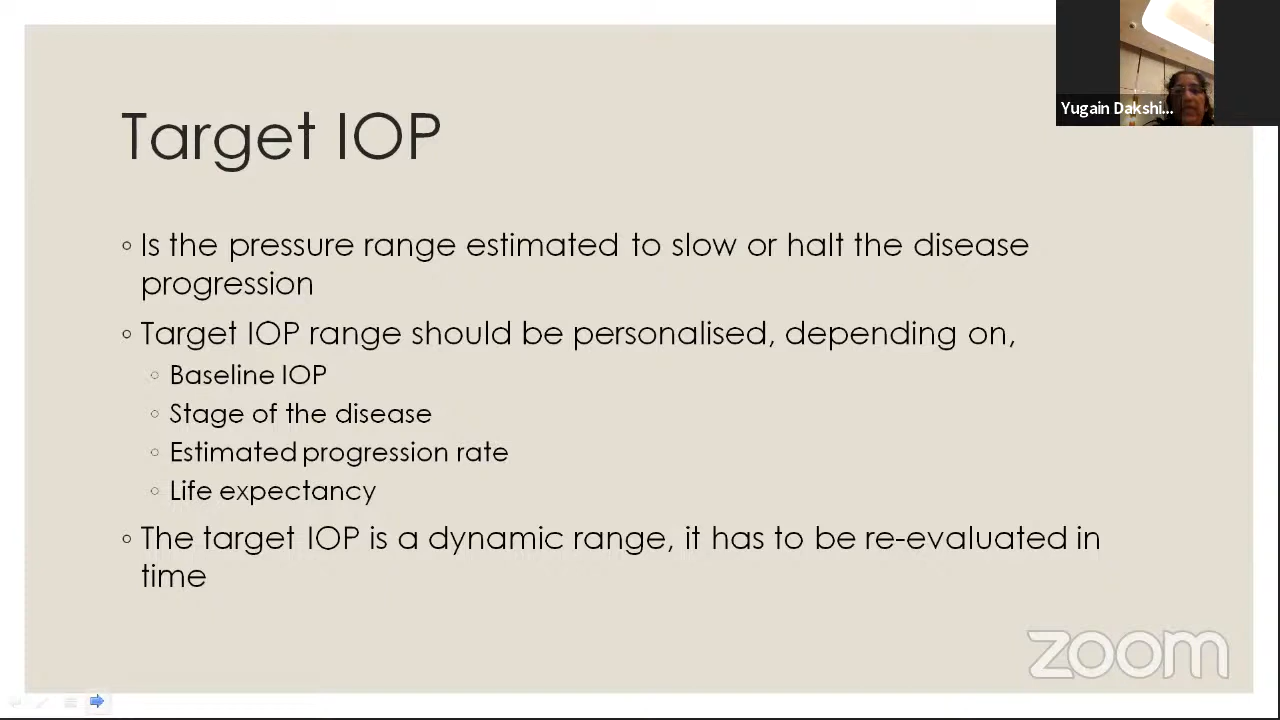 Yugain Dakshi...
Target IOP
◦ Is the pressure range estimated to slow or halt the disease
progression
◦ Target IOP range should be personalised, depending on,
◦ Baseline IOP
◦ Stage of the disease
◦ Estimated progression rate
◦ Life expectancy
◦ The target IOP is a dynamic range, it has to be re-evaluated in
time
zoom